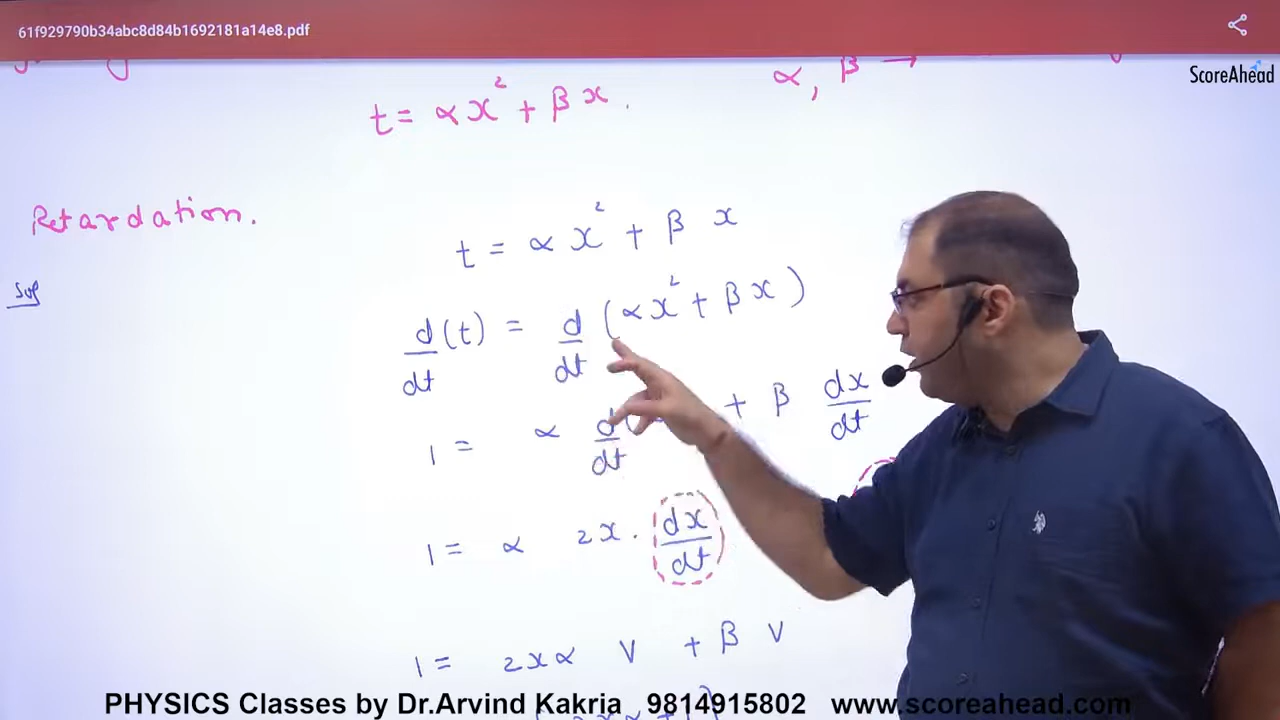 61f929790b34abc8d84b1692181a14e8.pdf
ScoreAhead
α, β →
t = αx² + βx.
Retardation.
t = αx² + βx
Sol
d/dt (t) = d/dt (αx² + βx)
1 = α d/dt + β dx/dt
1 = α 2x · dx/dt
1 = 2xα V + β V
PHYSICS Classes by Dr.Arvind Kakria 9814915802 www.scoreahead.com